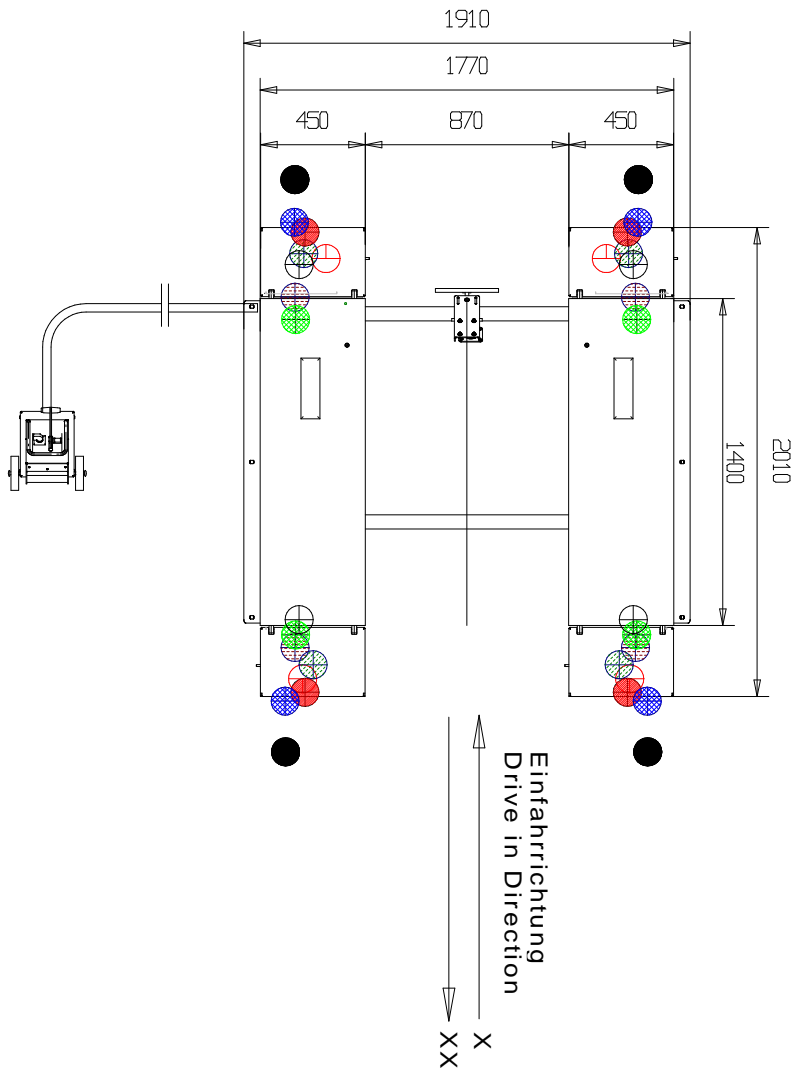 1910
1770
450
870
450
2010
1400
Einfahrrichtung
Drive in Direction
X
XX